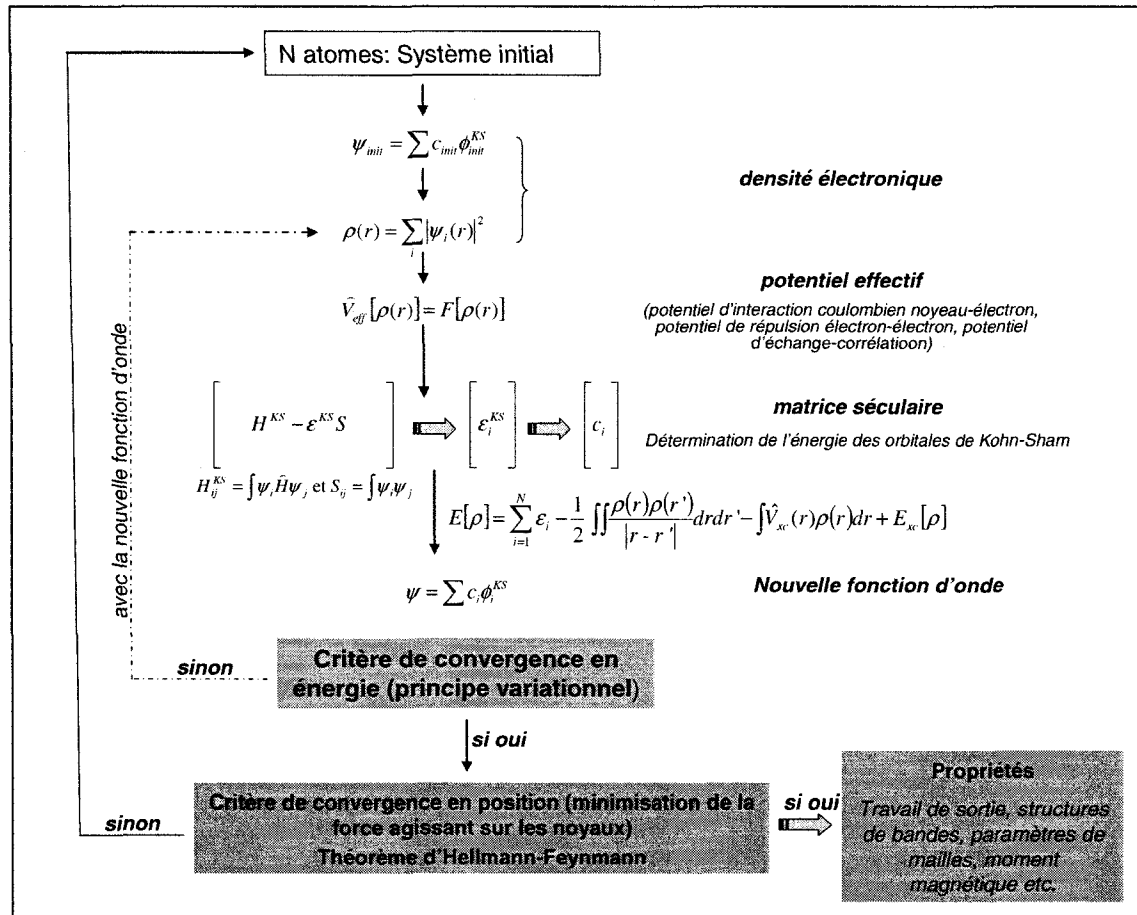 N atomes: Système initial
ψ_init = ∑ c_init ϕ_init^KS
densité électronique
ρ(r) = ∑_i |ψ_i(r)|²
potentiel effectif
V̂_eff [ρ(r)] = F[ρ(r)]
(potentiel d'interaction coulombien noyeau-électron,
potentiel de répulsion électron-électron, potentiel
d'échange-corrélatioon)
avec la nouvelle fonction d'onde
[H^KS − ε^KS S] [ε_i^KS] [c_i]
matrice séculaire
Détermination de l'énergie des orbitales de Kohn-Sham
H_ij^KS = ∫ψ_i Ĥψ_j et S_ij = ∫ψ_i ψ_j
E[ρ] = ∑_{i=1}^{N} ε_i − 1/2 ∫∫ ρ(r)ρ(r')/|r - r'| drdr' − ∫V̂_xc(r)ρ(r)dr + E_xc[ρ]
ψ = ∑ c_i ϕ_i^KS
Nouvelle fonction d'onde
sinon
Critère de convergence en
énergie (principe variationnel)
si oui
sinon
Critère de convergence en position (minimisation de la
force agissant sur les noyaux)
Théorème d'Hellmann-Feynmann
si oui
Propriétés
Travail de sortie, structures
de bandes, paramètres de
mailles, moment
magnétique etc.